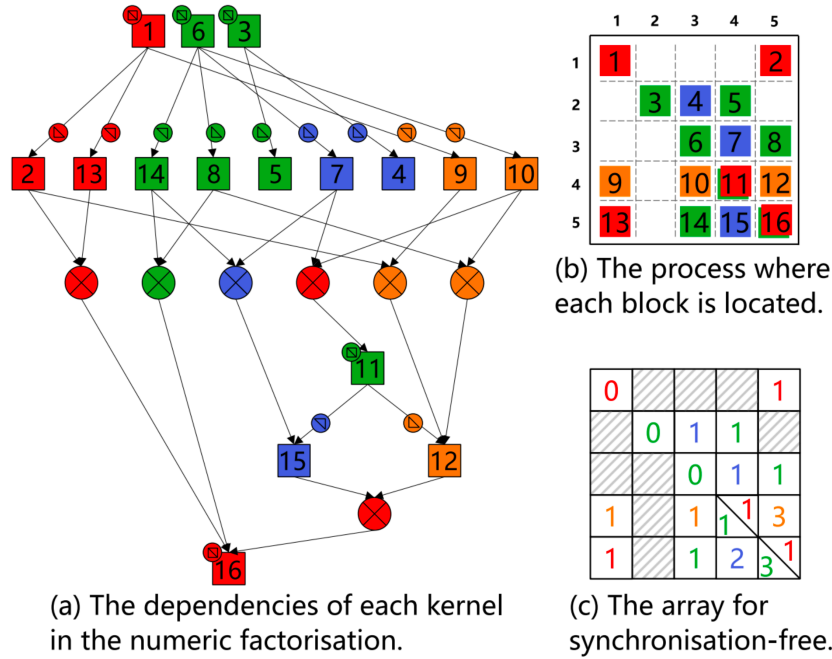 1 6 3
2 13 14 8 5 7 4 9 10
11
15 12
16
(a) The dependencies of each kernel
in the numeric factorisation.
1 2 3 4 5
1 1 2
2 3 4 5
3 6 7 8
4 9 10 11 12
5 13 14 15 16
(b) The process where
each block is located.
0 1
0 1 1
0 1 1
1 1 1 1 3
1 1 2 3 1
(c) The array for
synchronisation-free.